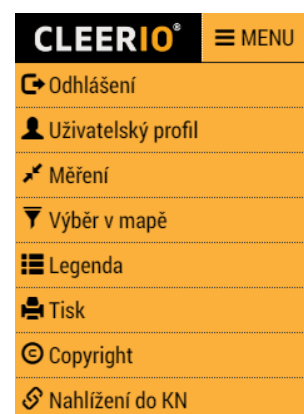 CLEERIO® MENU
Odhlášení
Uživatelský profil
Měření
Výběr v mapě
Legenda
Tisk
Copyright
Nahlížení do KN